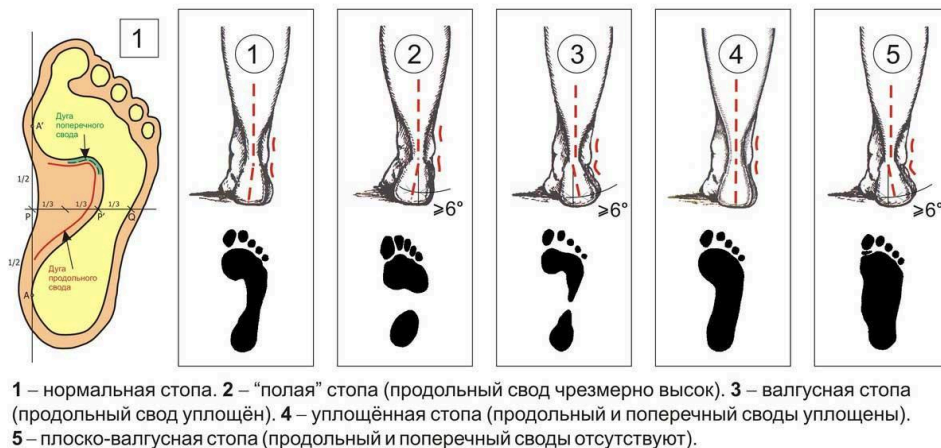 1
Дуга
поперечного
свода
A'
1/2
1/3
1/3
1/3
P
P'
Q
1/2
Дуга
продольного
свода
A
1
2
⩾6°
3
⩾6°
4
5
⩾6°
1 – нормальная стопа. 2 – “полая” стопа (продольный свод чрезмерно высок). 3 – валгусная стопа
(продольный свод уплощён). 4 – уплощённая стопа (продольный и поперечный своды уплощены).
5 – плоско-валгусная стопа (продольный и поперечный своды отсутствуют).